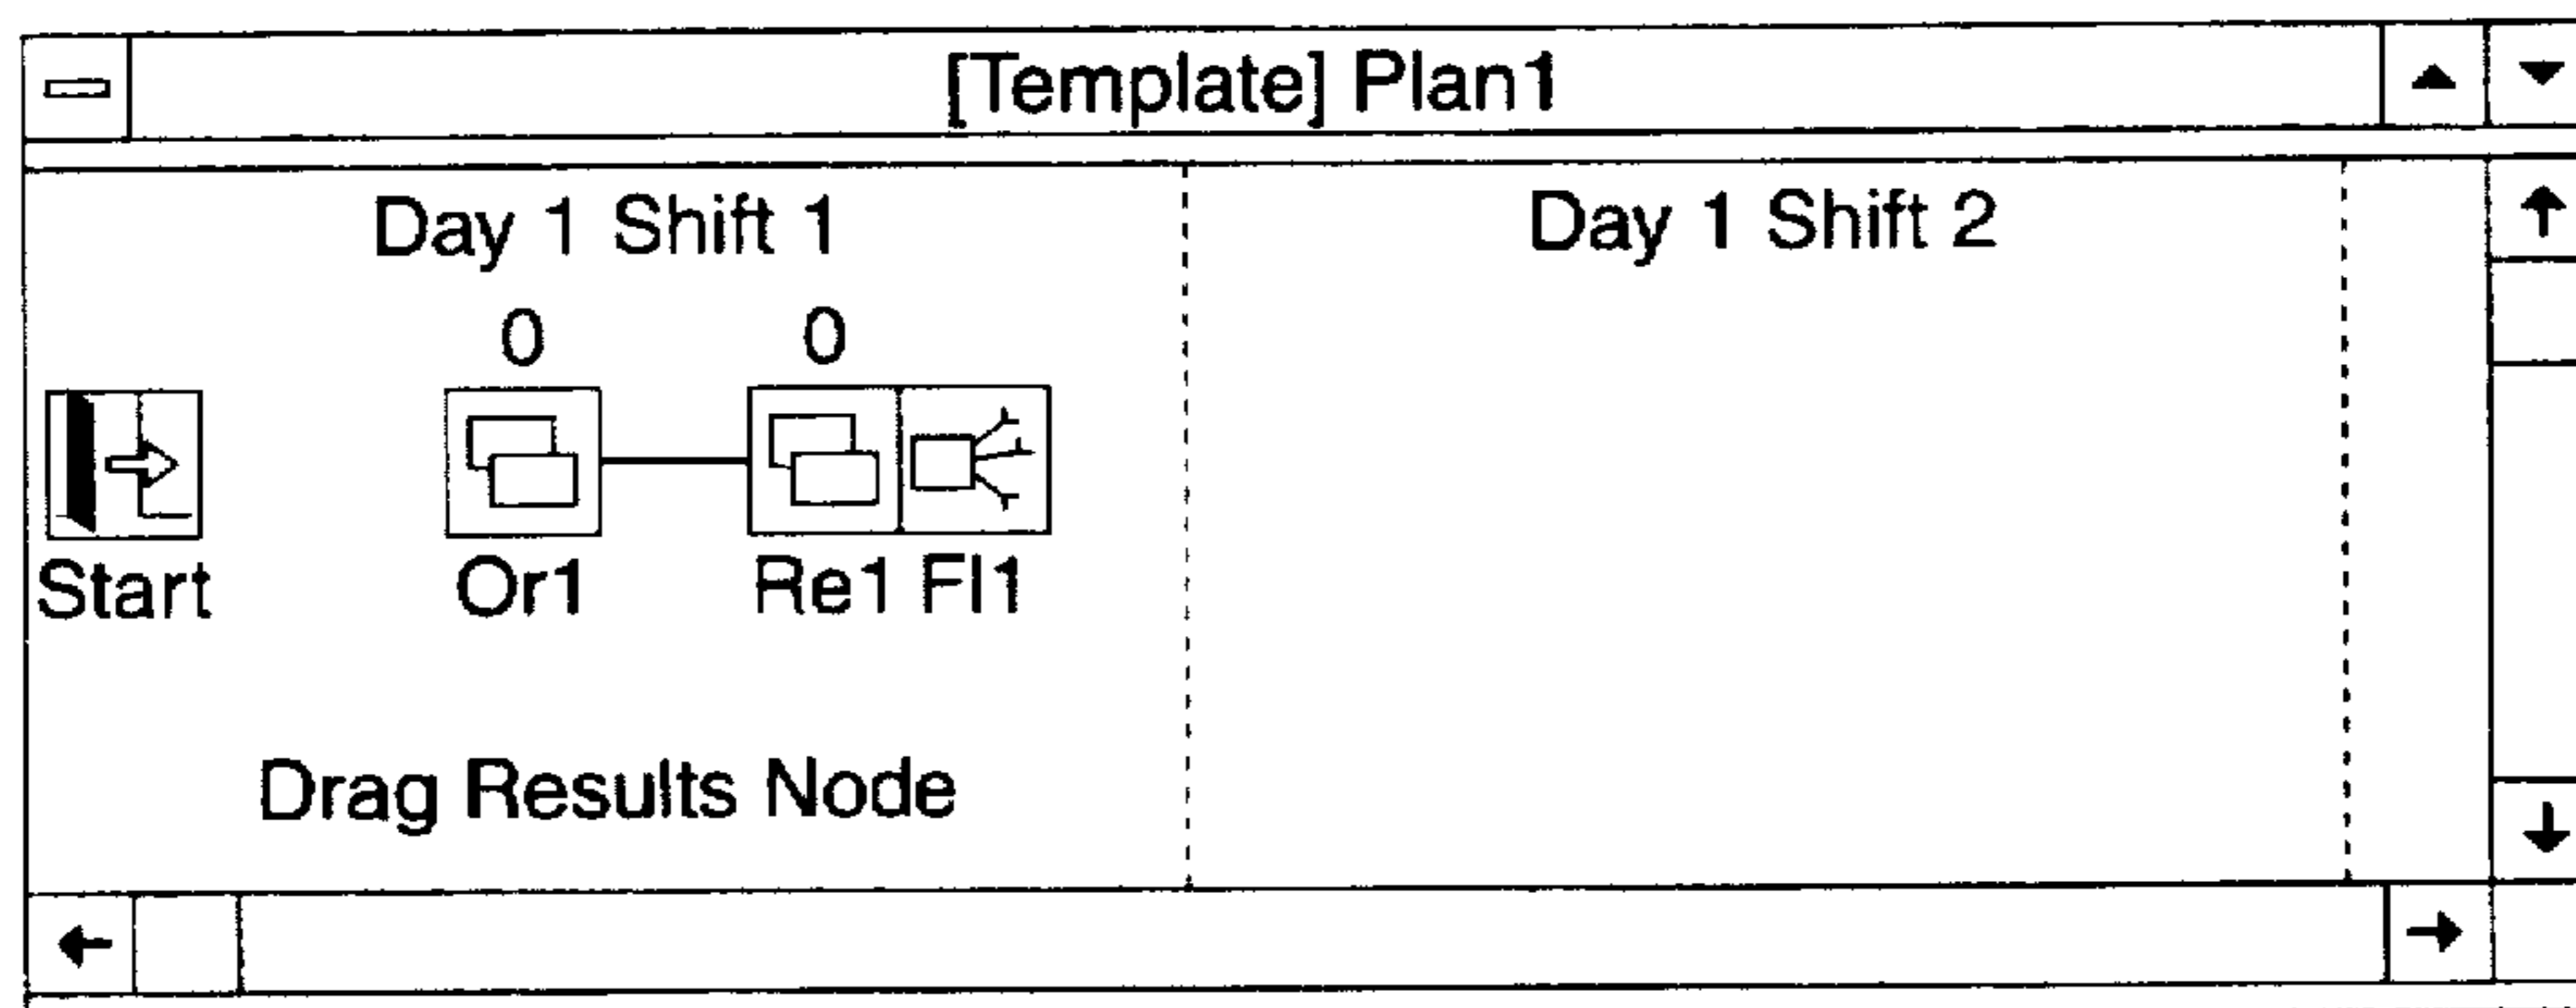 [Template] Plan1
Day 1 Shift 1 Day 1 Shift 2
0 0
Start Or1 Re1 Fl1
Drag Results Node